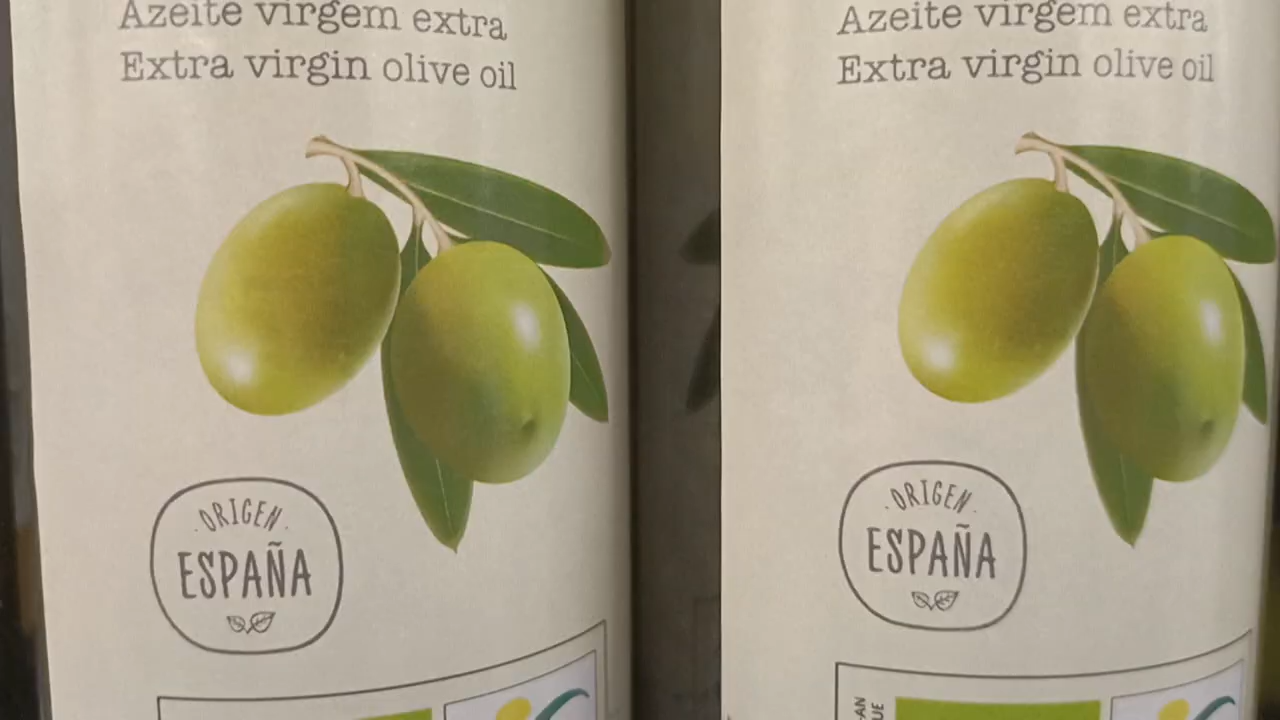 Azeite virgem extra
Extra virgin olive oil
·ORIGEN·
ESPAÑA
Azeite virgem extra
Extra virgin olive oil
·ORIGEN·
ESPAÑA